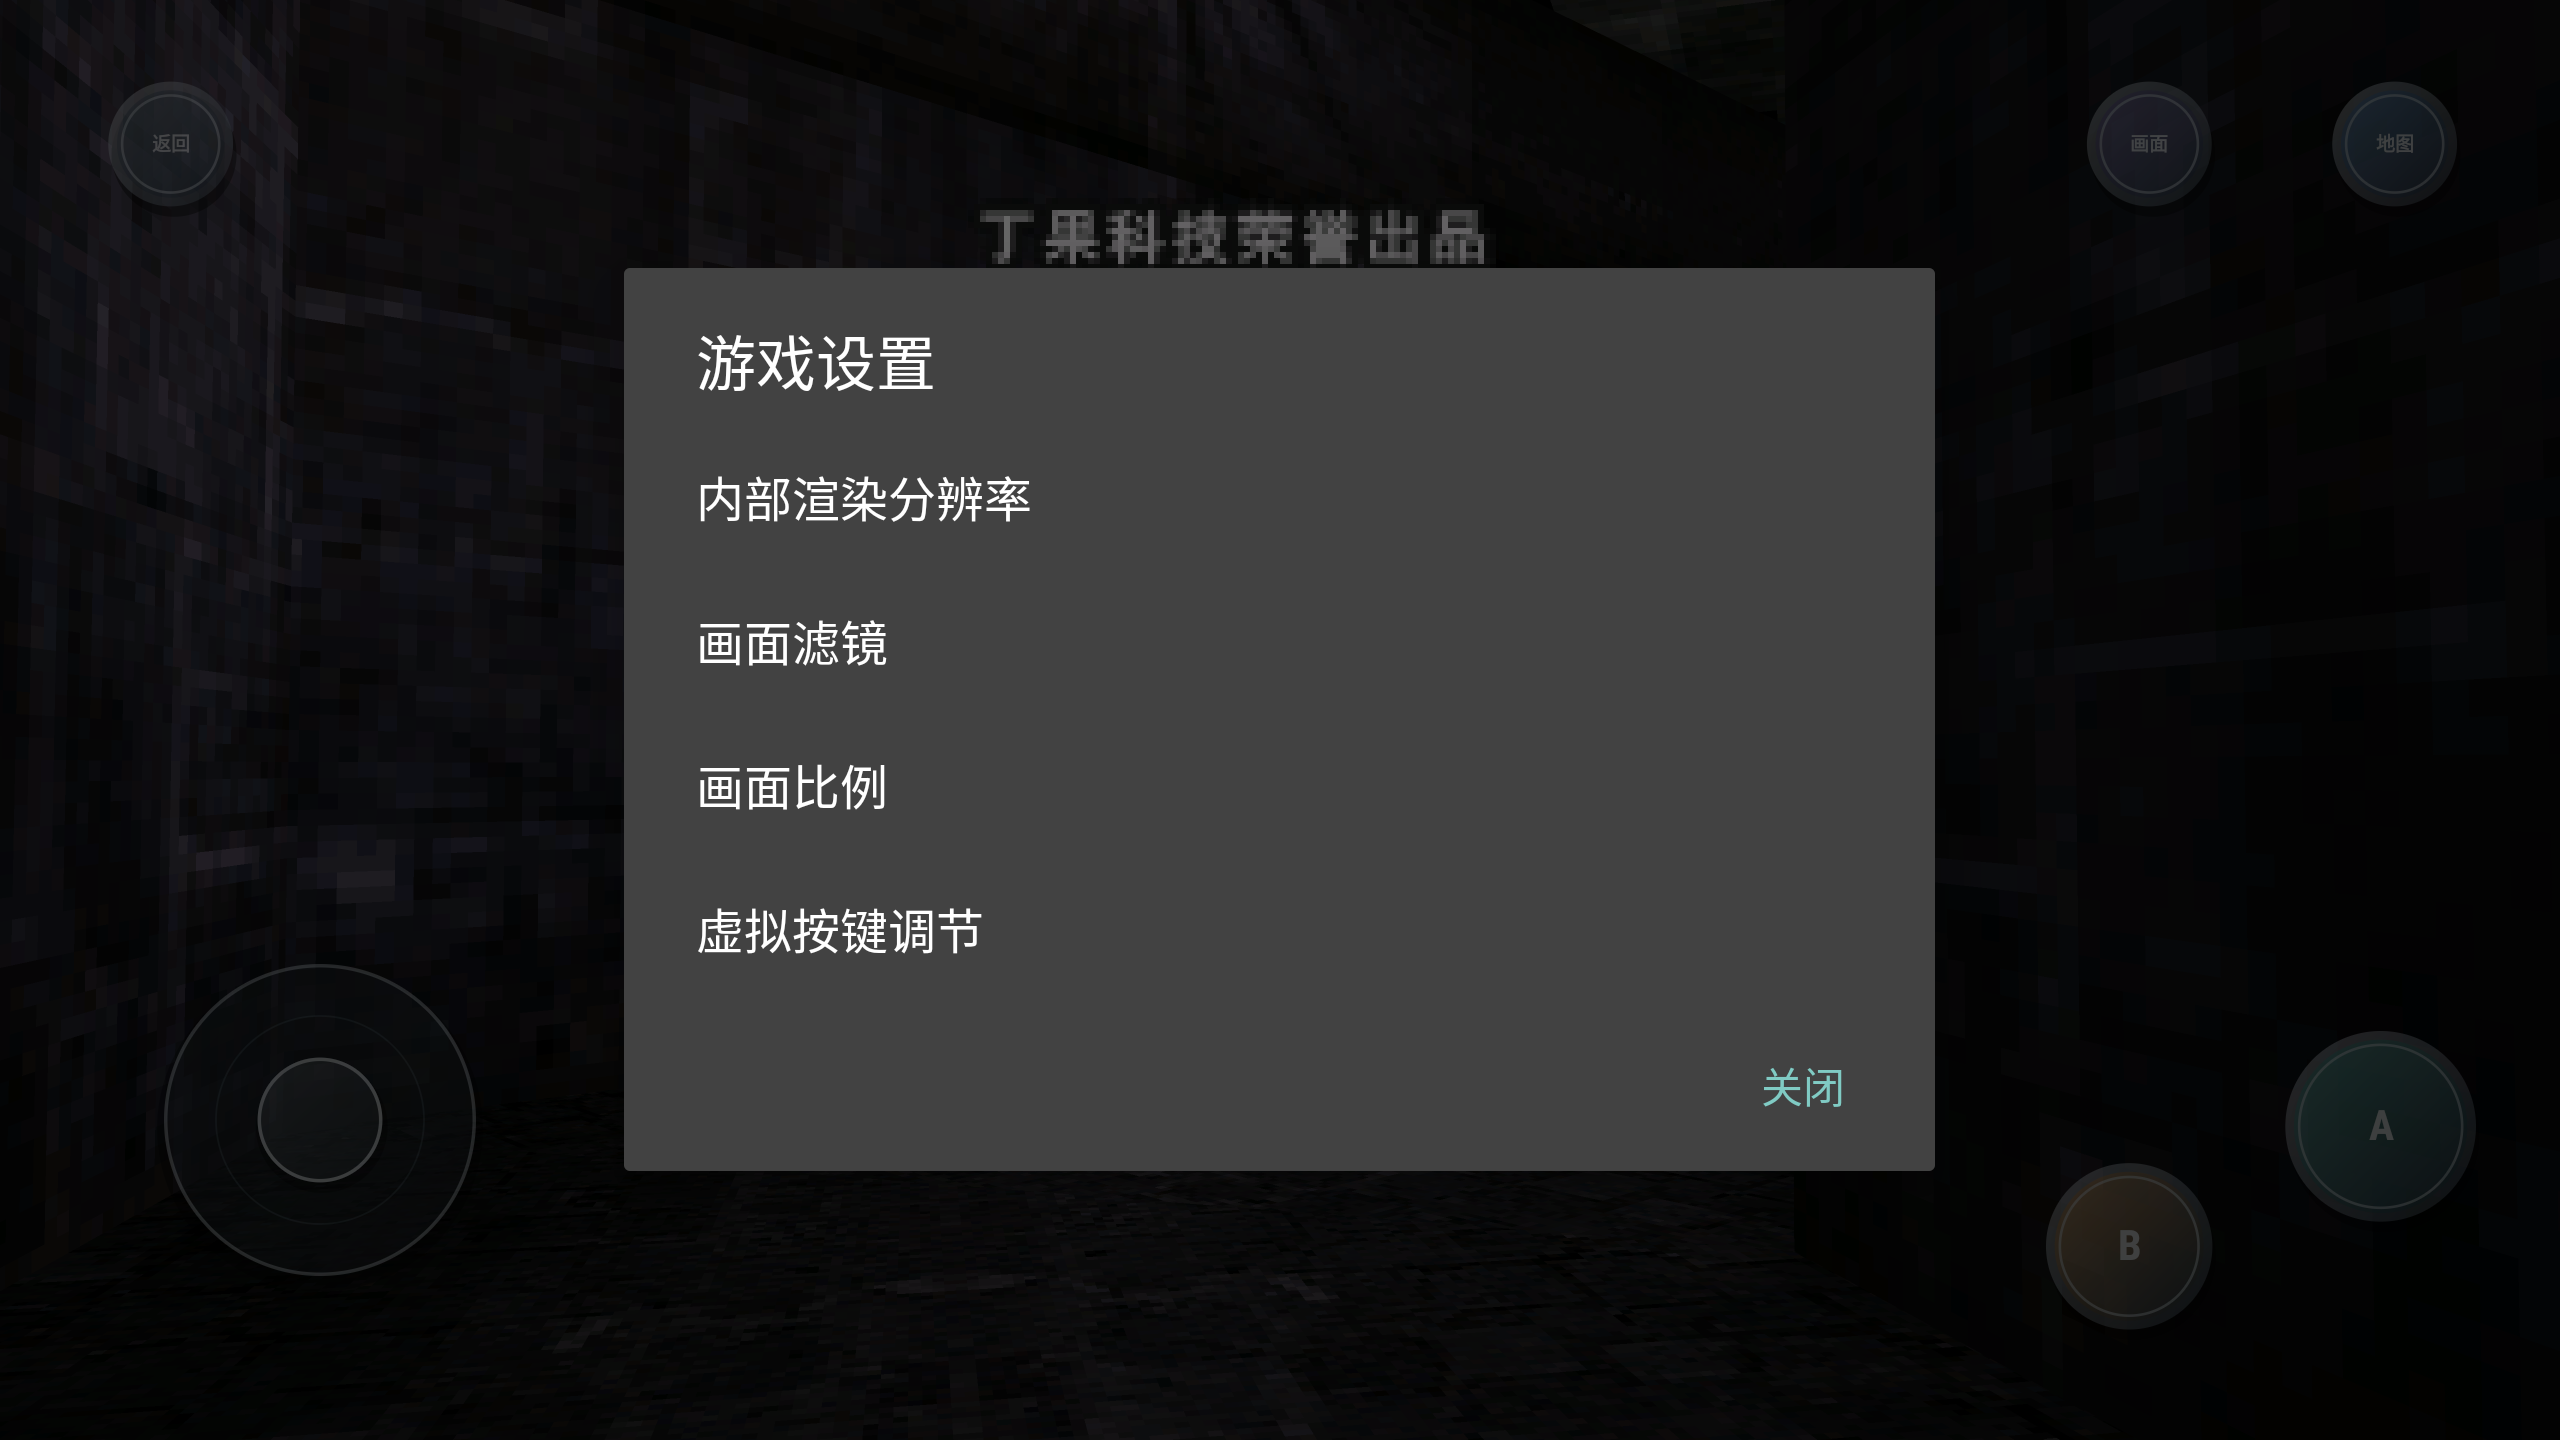 返回
画面
地图
丁果科技荣誉出品
游戏设置
内部渲染分辨率
画面滤镜
画面比例
虚拟按键调节
关闭
A
B